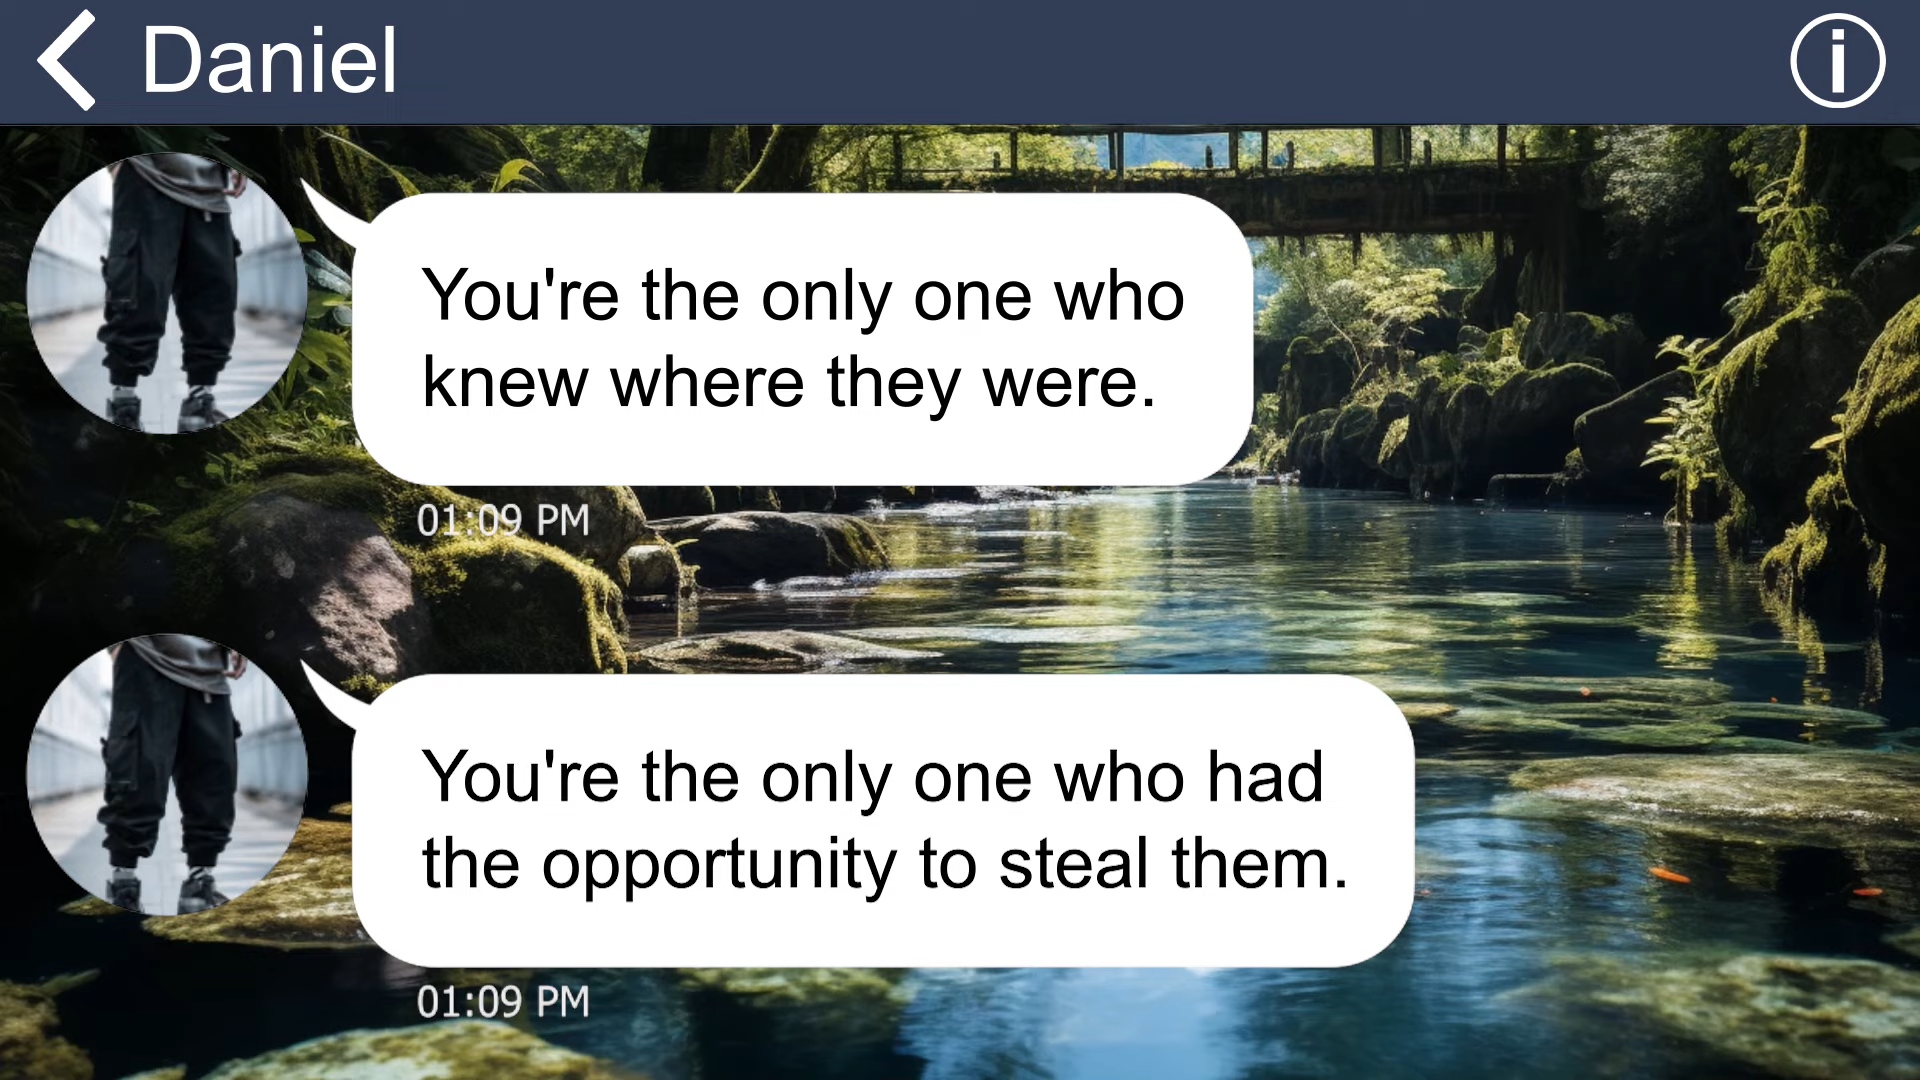 Daniel
You're the only one who
knew where they were.
01:09 PM
You're the only one who had
the opportunity to steal them.
01:09 PM